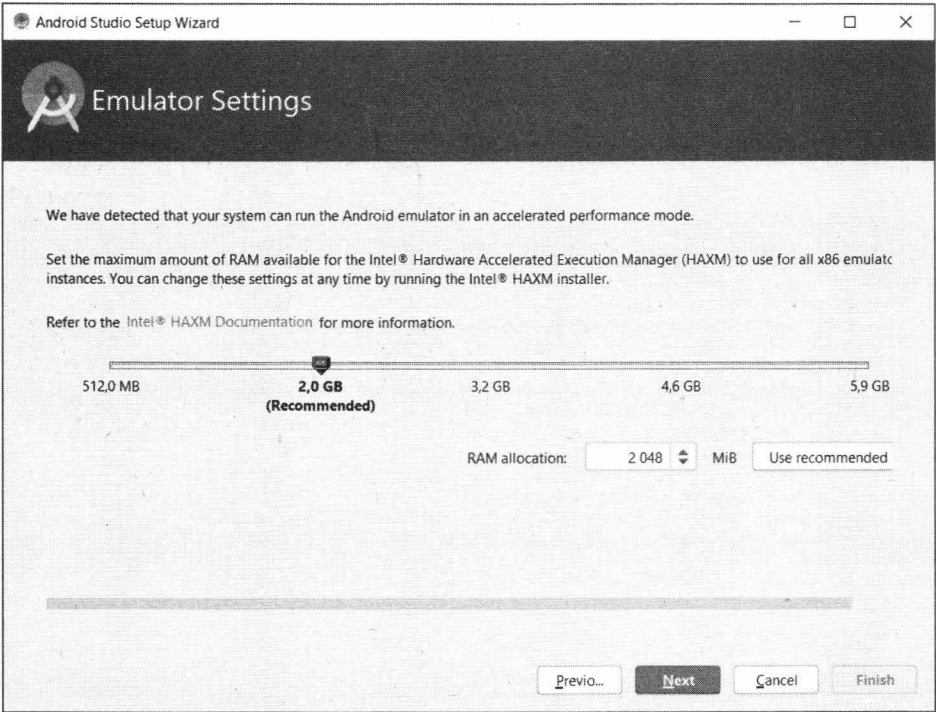 Android Studio Setup Wizard
Emulator Settings
We have detected that your system can run the Android emulator in an accelerated performance mode.
Set the maximum amount of RAM available for the Intel® Hardware Accelerated Execution Manager (HAXM) to use for all x86 emulatc
instances. You can change these settings at any time by running the Intel® HAXM installer.
Refer to the Intel® HAXM Documentation for more information.
512,0 MB 2,0 GB 3,2 GB 4,6 GB 5,9 GB
(Recommended)
RAM allocation: 2 048 MiB Use recommended
Previo... Next Cancel Finish